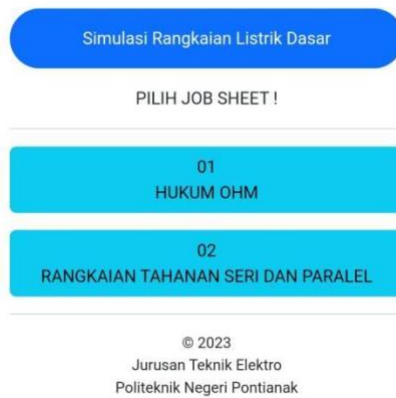 Simulasi Rangkaian Listrik Dasar
PILIH JOB SHEET !
01
HUKUM OHM
02
RANGKAIAN TAHANAN SERI DAN PARALEL
© 2023
Jurusan Teknik Elektro
Politeknik Negeri Pontianak